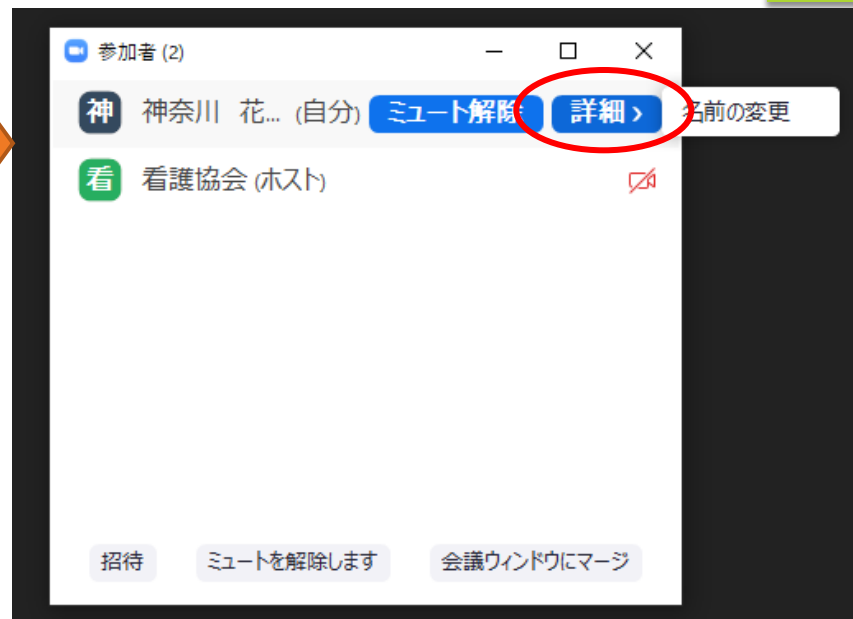 参加者 (2)
神 神奈川 花... (自分) ミュート解除 詳細 › 名前の変更
看 看護協会 (ホスト)
招待 ミュートを解除します 会議ウィンドウにマージ